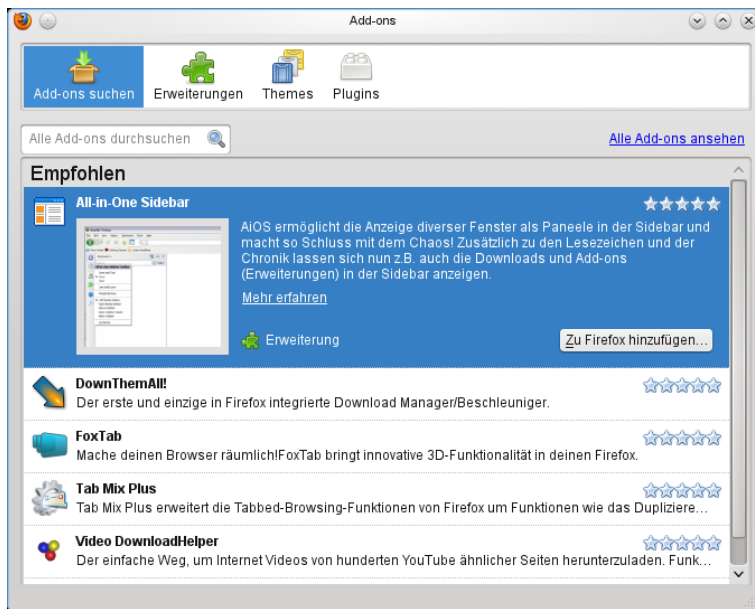 Add-ons
Add-ons suchen Erweiterungen Themes Plugins
Alle Add-ons durchsuchen Alle Add-ons ansehen
Empfohlen
All-in-One Sidebar
AiOS ermöglicht die Anzeige diverser Fenster als Paneele in der Sidebar und
macht so Schluss mit dem Chaos! Zusätzlich zu den Lesezeichen und der
Chronik lassen sich nun z.B. auch die Downloads und Add-ons
(Erweiterungen) in der Sidebar anzeigen.
Mehr erfahren
Erweiterung Zu Firefox hinzufügen...
DownThemAll!
Der erste und einzige in Firefox integrierte Download Manager/Beschleuniger.
FoxTab
Mache deinen Browser räumlich!FoxTab bringt innovative 3D-Funktionalität in deinen Firefox.
Tab Mix Plus
Tab Mix Plus erweitert die Tabbed-Browsing-Funktionen von Firefox um Funktionen wie das Dupliziere...
Video DownloadHelper
Der einfache Weg, um Internet Videos von hunderten YouTube ähnlicher Seiten herunterzuladen. Funk...